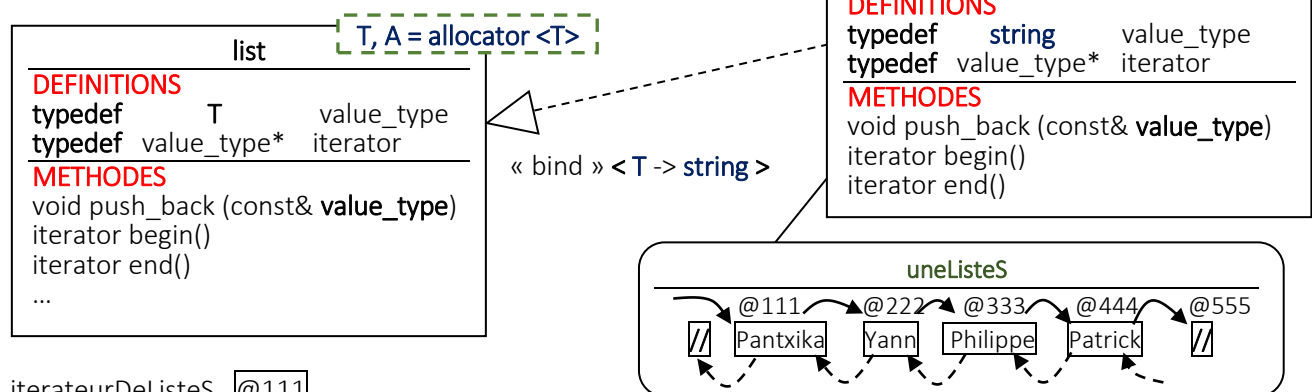 T, A = allocator <T>
list
DEFINITIONS
typedef T value_type
typedef value_type* iterator
METHODES
void push_back (const& value_type)
iterator begin()
iterator end()
...
« bind » < T -> string >
DEFINITIONS
typedef string value_type
typedef value_type* iterator
METHODES
void push_back (const& value_type)
iterator begin()
iterator end()
uneListeS
@111 @222 @333 @444 @555
// Pantxika Yann Philippe Patrick //
iterateurDeListeS @111